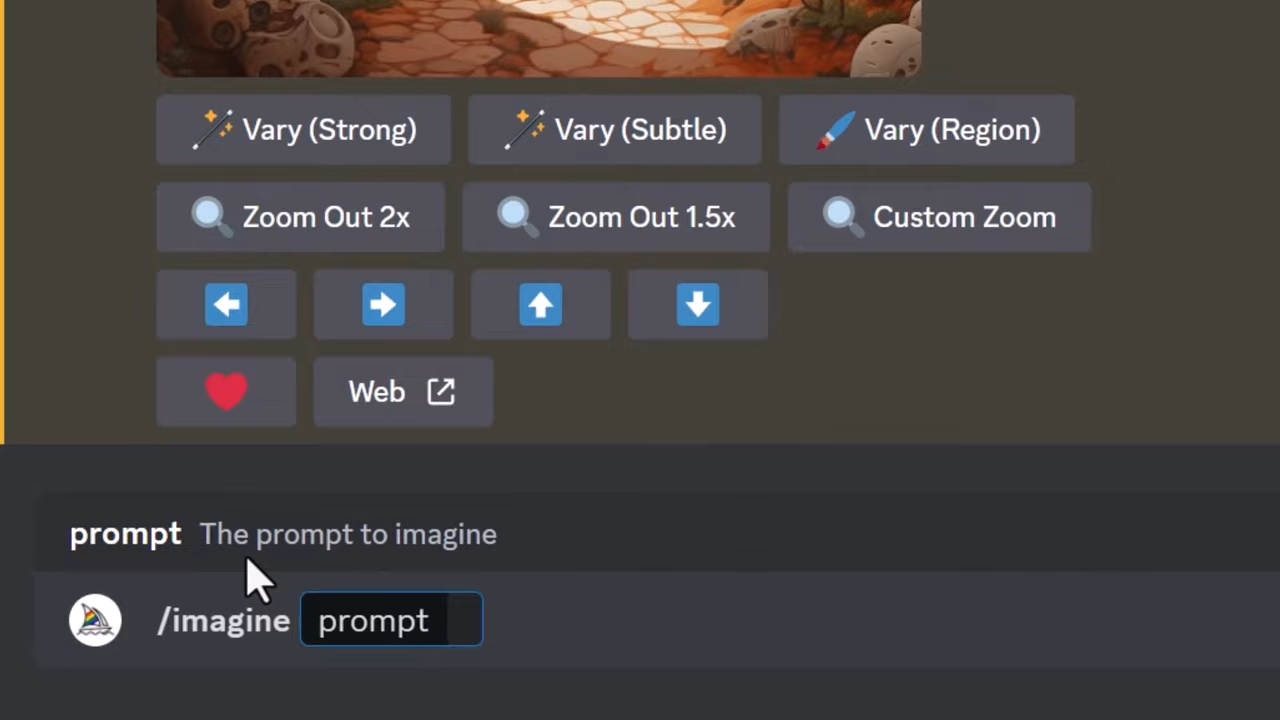 Vary (Strong) Vary (Subtle) Vary (Region)
Zoom Out 2x Zoom Out 1.5x Custom Zoom
Web
prompt The prompt to imagine
/imagine prompt